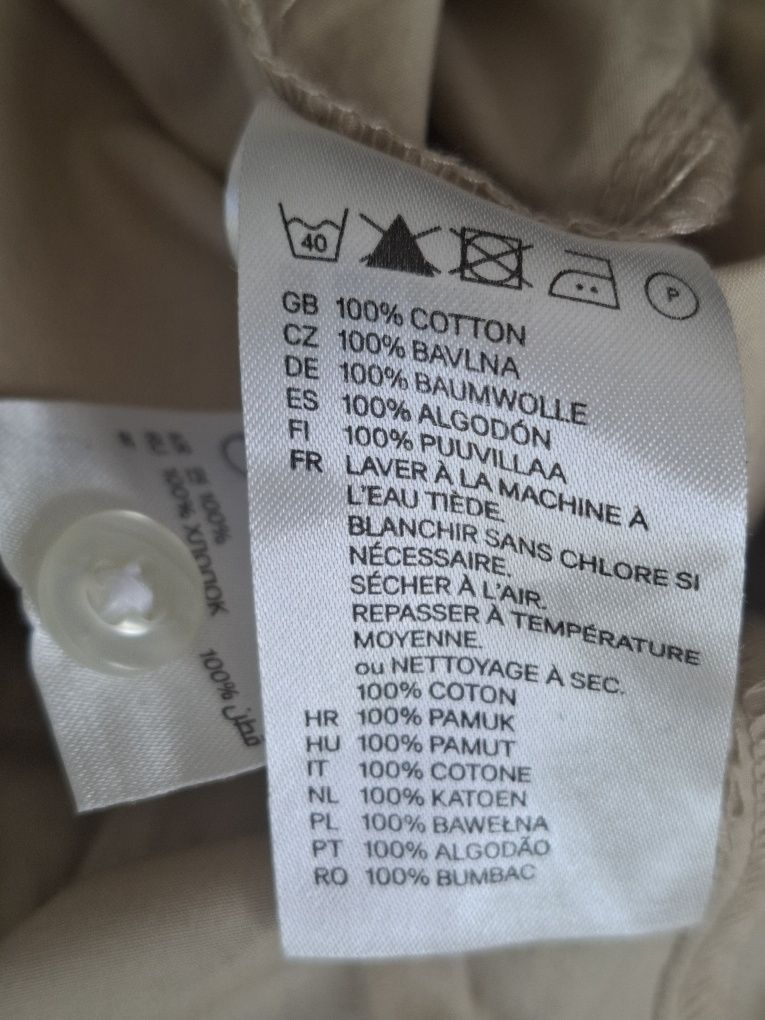 40
P
GB 100% COTTON
CZ 100% BAVLNA
DE 100% BAUMWOLLE
ES 100% ALGODÓN
FI 100% PUUVILLAA
FR LAVER À LA MACHINE À
L'EAU TIÈDE.
BLANCHIR SANS CHLORE SI
NÉCESSAIRE.
SÉCHER À L'AIR.
REPASSER À TEMPÉRATURE
MOYENNE.
ou NETTOYAGE À SEC.
100% COTON
HR 100% PAMUK
HU 100% PAMUT
IT 100% COTONE
NL 100% KATOEN
PL 100% BAWEŁNA
PT 100% ALGODÃO
RO 100% BUMBAC
100% ХЛОПОК
100% قطن